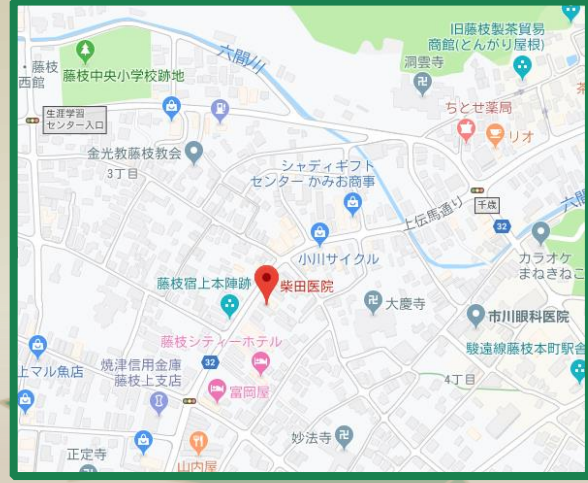 旧藤枝製茶貿易
商館(とんがり屋根)
六間川
洞雲寺
・藤枝
西館
藤枝中央小学校跡地
生涯学習
センター入口
ちとせ薬局
リオ
茶
金光教藤枝教会
3丁目
シャディギフト
センター かみお商事
上伝馬通り
千歳
六間
32
小川サイクル
カラオケ
まねきねこ
藤枝宿上本陣跡
柴田医院
大慶寺
市川眼科医院
藤枝シティーホテル
駿遠線藤枝本町駅舎
32
上マル魚店
焼津信用金庫
藤枝上支店
富岡屋
4丁目
妙法寺
正定寺
山内屋